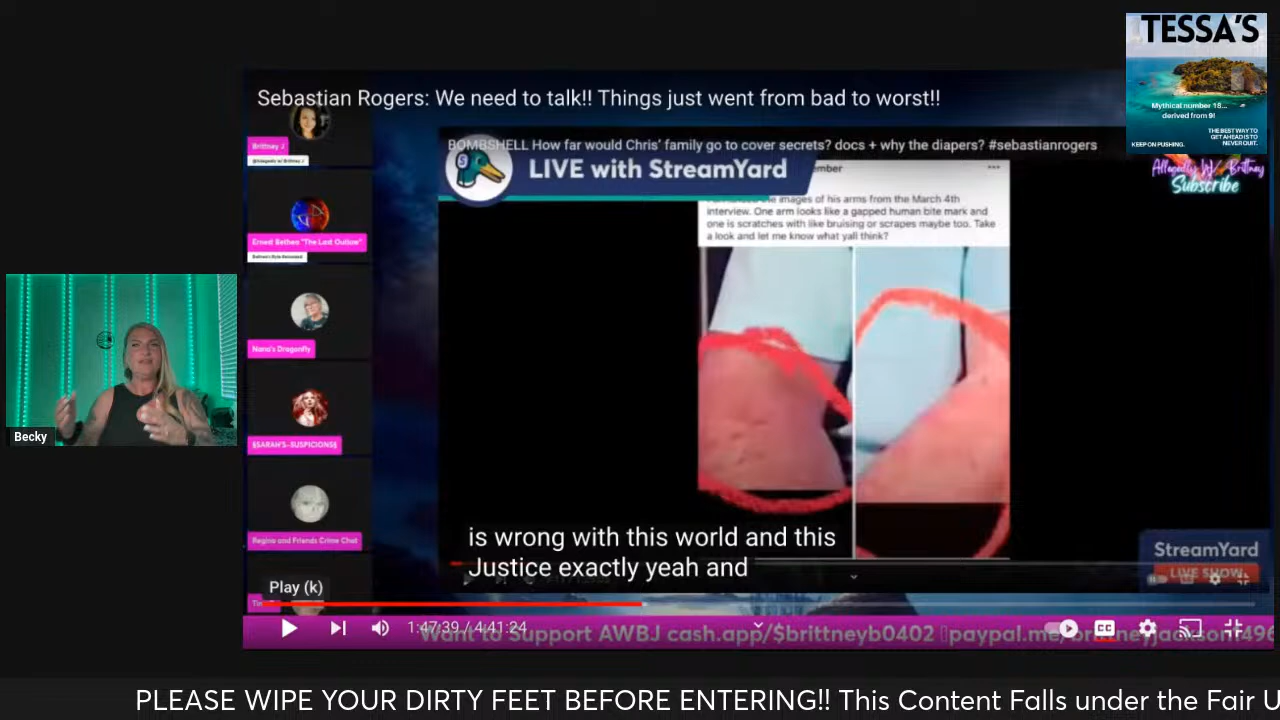 TESSA'S
Mythical number 18...
derived from 9!
THE BEST WAY TO
GET AHEAD IS TO
NEVER QUIT.
KEEP ON PUSHING.
Allegedly W/ Brittney
Subscribe
Sebastian Rogers: We need to talk!! Things just went from bad to worst!!
BOMBSHELL How far would Chris' family go to cover secrets? docs + why the diapers? #sebastianrogers
LIVE with StreamYard
images of his arms from the March 4th
interview. One arm looks like a gapped human bite mark and
one is scratches with like bruising or scrapes maybe too. Take
a look and let me know what yall think?
Brittney J
Ernest Bethea "The Last Outlaw"
Nana's Dragonfly
§SARAH'S~SUSPICIONS§
Regina and Friends Crime Chat
Becky
is wrong with this world and this
Justice exactly yeah and
StreamYard
LIVE SHOW
Play (k)
1:47:39 / 4:41:24
CC
Want to Support AWBJ cash.app/$brittneyb0402
PLEASE WIPE YOUR DIRTY FEET BEFORE ENTERING!! This Content Falls under the Fair U